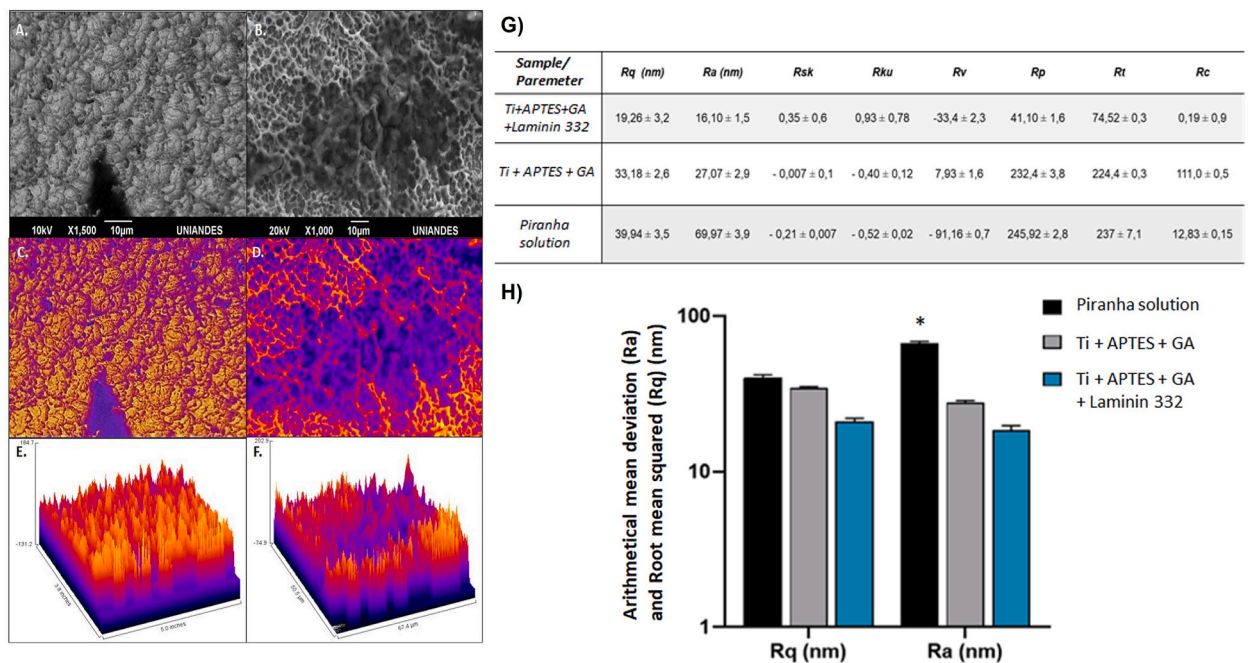 A.
B.
10kV X1,500 10µm UNIANDES
20kV X1,000 10µm UNIANDES
C.
D.
E.
184.7
-131.2
3.8 inches
5.0 inches
F.
202.9
-74.9
50.5 µm
67.4 µm
G)
Sample/ Paremeter Rq (nm) Ra (nm) Rsk Rku Rv Rp Rt Rc
Ti+APTES+GA +Laminin 332 19,26 ± 3,2 16,10 ± 1,5 0,35 ± 0,6 0,93 ± 0,78 -33,4 ± 2,3 41,10 ± 1,6 74,52 ± 0,3 0,19 ± 0,9
Ti + APTES + GA 33,18 ± 2,6 27,07 ± 2,9 - 0,007 ± 0,1 - 0,40 ± 0,12 7,93 ± 1,6 232,4 ± 3,8 224,4 ± 0,3 111,0 ± 0,5
Piranha solution 39,94 ± 3,5 69,97 ± 3,9 - 0,21 ± 0,007 - 0,52 ± 0,02 - 91,16 ± 0,7 245,92 ± 2,8 237 ± 7,1 12,83 ± 0,15
H)
Arithmetical mean deviation (Ra)
and Root mean squared (Rq) (nm)
100
10
1
*
Rq (nm) Ra (nm)
Piranha solution
Ti + APTES + GA
Ti + APTES + GA
+ Laminin 332